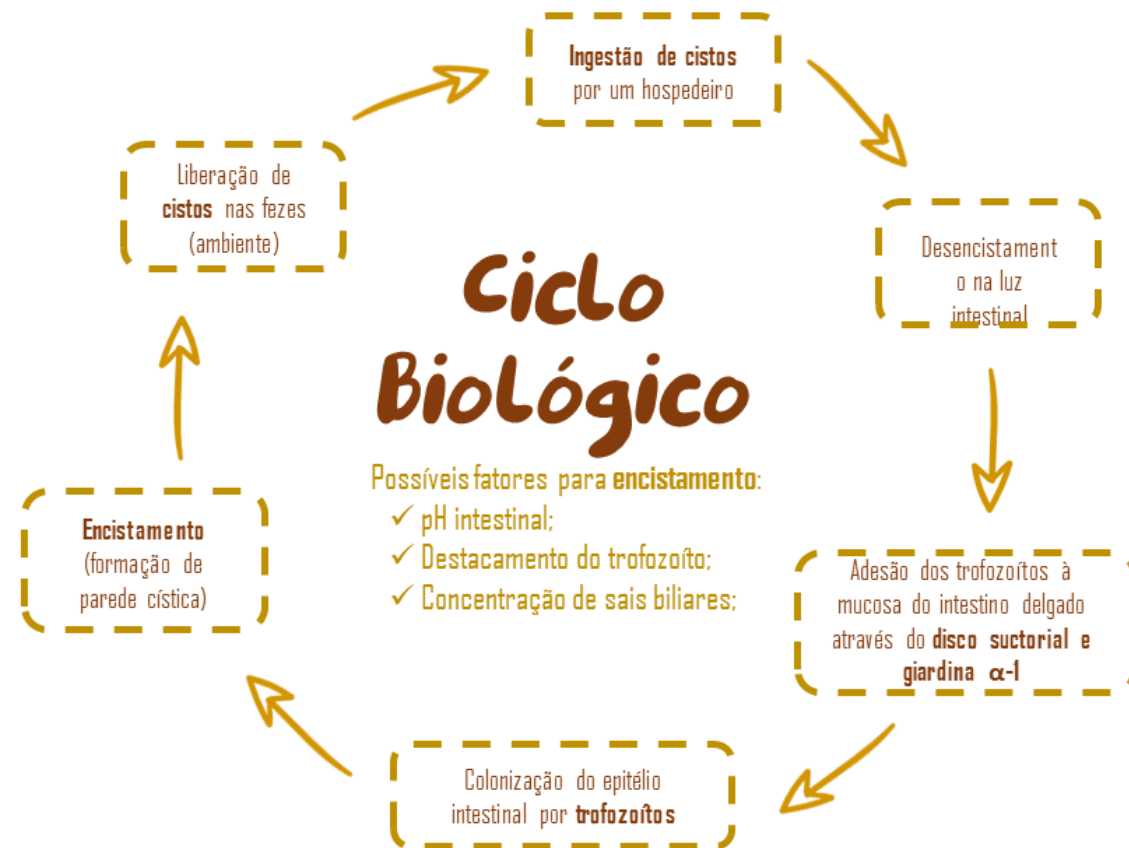 Ingestão de cistos
por um hospedeiro
Desencistament
o na luz
intestinal
Adesão dos trofozoítos à
mucosa do intestino delgado
através do disco suctorial e
giardina α-1
Colonização do epitélio
intestinal por trofozoítos
Encistamento
(formação de
parede cística)
Liberação de
cistos nas fezes
(ambiente)
Ciclo
Biológico
Possíveis fatores para encistamento:
✓ pH intestinal;
✓ Destacamento do trofozoíto;
✓ Concentração de sais biliares;